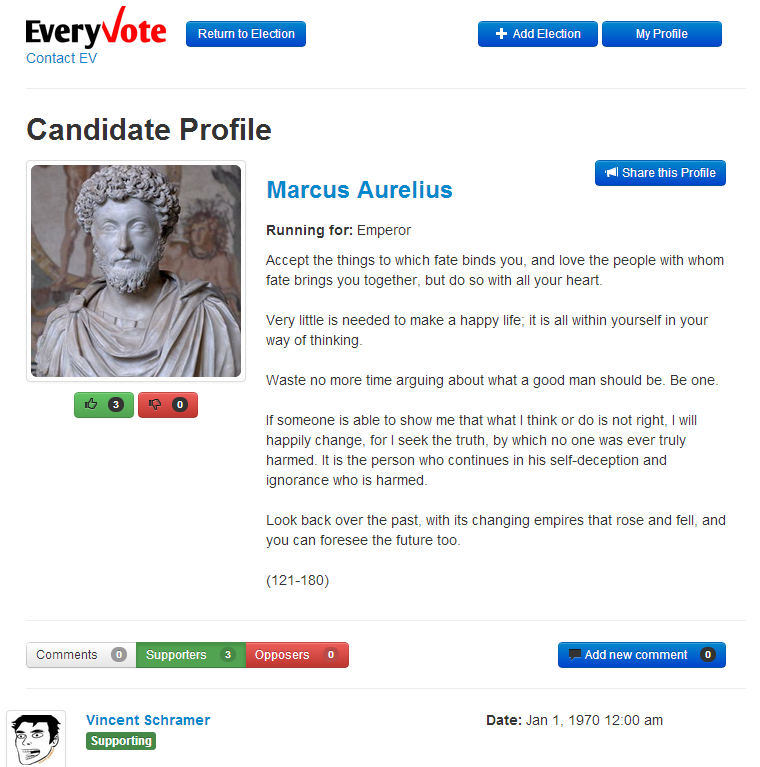 EveryVote
Return to Election
Add Election
My Profile
Contact EV
Candidate Profile
Share this Profile
Marcus Aurelius
Running for: Emperor
Accept the things to which fate binds you, and love the people with whom
fate brings you together, but do so with all your heart.
Very little is needed to make a happy life; it is all within yourself in your
way of thinking.
Waste no more time arguing about what a good man should be. Be one.
If someone is able to show me that what I think or do is not right, I will
happily change, for I seek the truth, by which no one was ever truly
harmed. It is the person who continues in his self-deception and
ignorance who is harmed.
Look back over the past, with its changing empires that rose and fell, and
you can foresee the future too.
(121-180)
3
0
Comments 0
Supporters 3
Opposers 0
Add new comment 0
Vincent Schramer
Date: Jan 1, 1970 12:00 am
Supporting